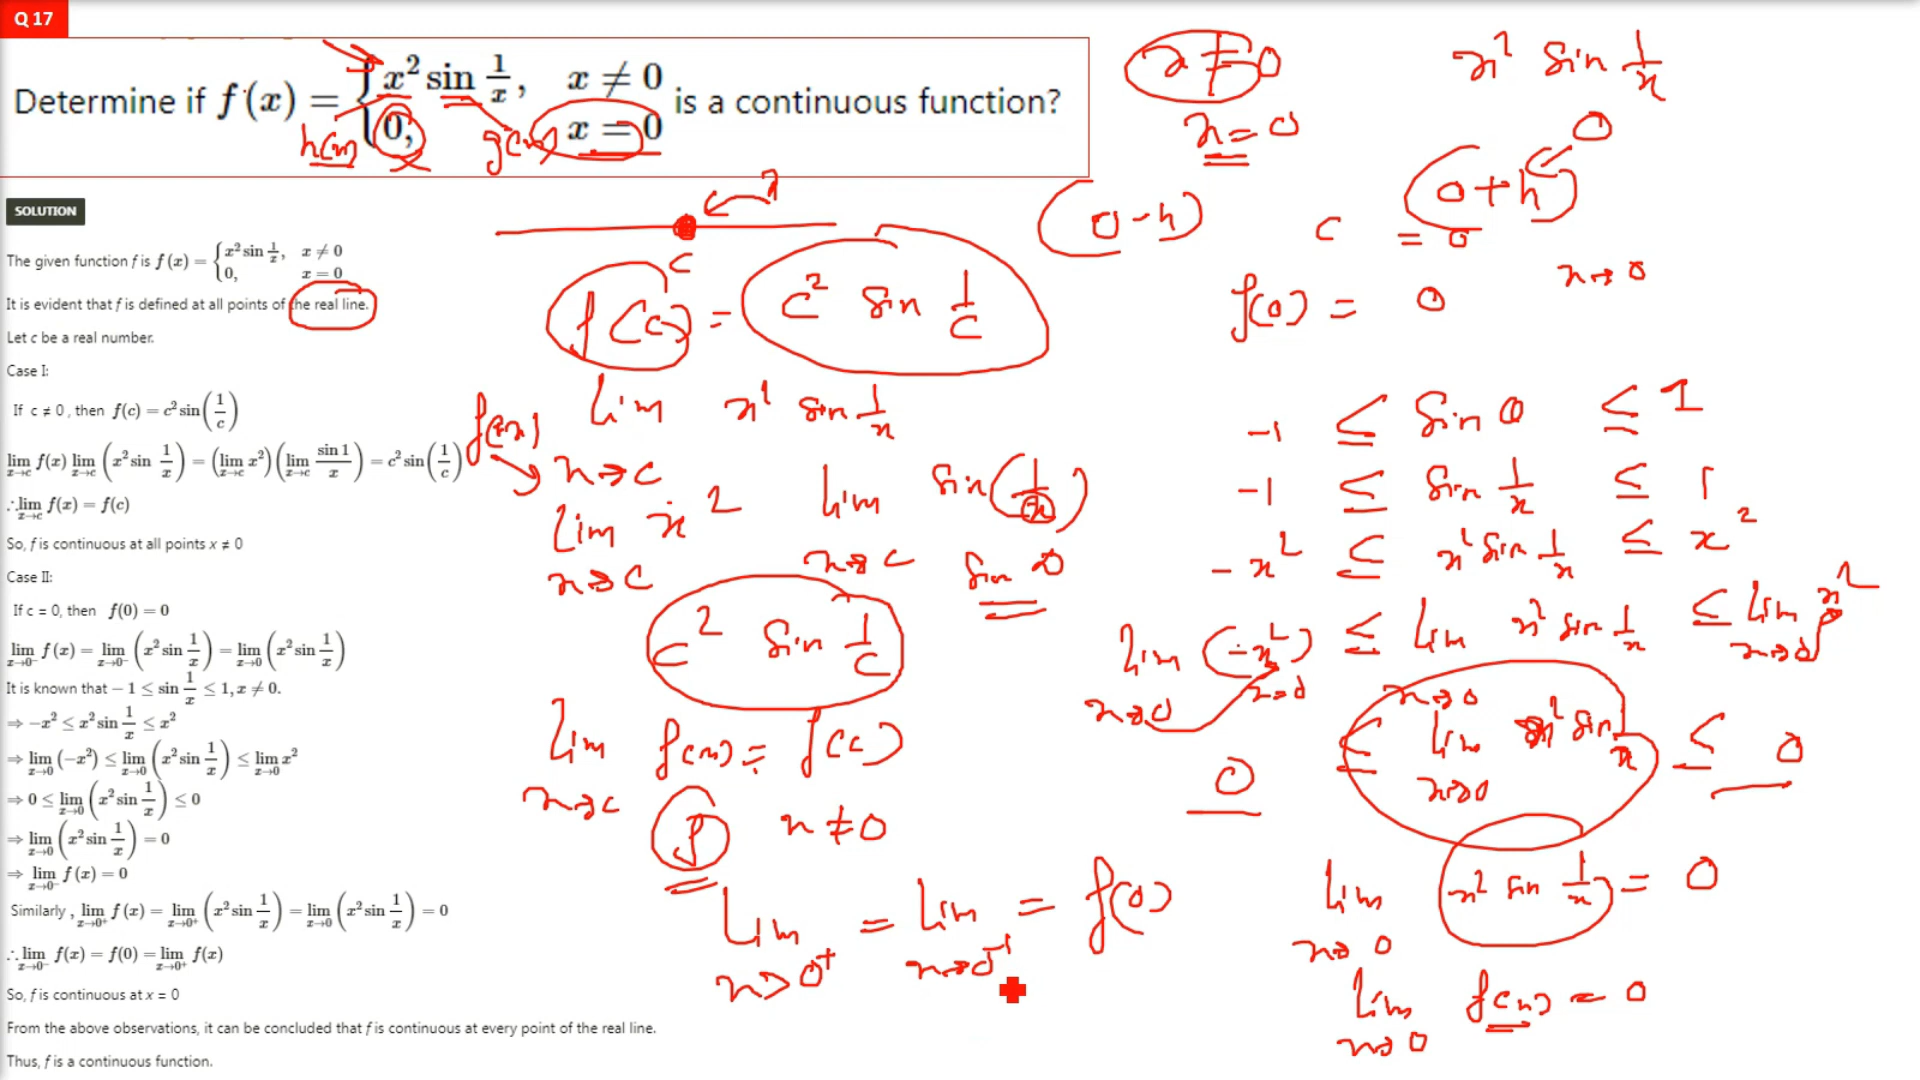 Q 17
Determine if f(x) = { x² sin 1/x, x ≠ 0
0, x = 0 is a continuous function?
h(x)
g(x)
SOLUTION
The given function f is f(x) = { x² sin 1/x, x ≠ 0
0, x = 0
It is evident that f is defined at all points of the real line.
Let c be a real number.
Case I:
If c ≠ 0, then f(c) = c² sin(1/c)
lim x→c f(x) lim x→c (x² sin 1/x) = (lim x→c x²)(lim x→c sin 1/x) = c² sin(1/c)
∴ lim x→c f(x) = f(c)
So, f is continuous at all points x ≠ 0
Case II:
If c = 0, then f(0) = 0
lim x→0⁻ f(x) = lim x→0⁻ (x² sin 1/x) = lim x→0 (x² sin 1/x)
It is known that − 1 ≤ sin 1/x ≤ 1, x ≠ 0.
⇒ −x² ≤ x² sin 1/x ≤ x²
⇒ lim x→0 (−x²) ≤ lim x→0 (x² sin 1/x) ≤ lim x→0 x²
⇒ 0 ≤ lim x→0 (x² sin 1/x) ≤ 0
⇒ lim x→0 (x² sin 1/x) = 0
⇒ lim x→0⁻ f(x) = 0
Similarly, lim x→0⁺ f(x) = lim x→0⁺ (x² sin 1/x) = lim x→0 (x² sin 1/x) = 0
∴ lim x→0⁻ f(x) = f(0) = lim x→0⁺ f(x)
So, f is continuous at x = 0
From the above observations, it can be concluded that f is continuous at every point of the real line.
Thus, f is a continuous function.
c
f(c) = c² sin 1/c
f(x)
lim x→c x² sin 1/x
lim x→c x² lim x→c sin(1/x)
c² sin 1/c
lim x→c f(x) = f(c)
f x ≠ 0
lim x→0⁺ = lim x→0⁻ = f(0)
x ≠ 0 x² sin 1/x
x = 0
0
(0-h) (0+h)
c = 0
x→0
f(0) = 0
-1 ≤ sin θ ≤ 1
-1 ≤ sin 1/x ≤ 1
-x² ≤ x² sin 1/x ≤ x²
lim x→0 (-x²) ≤ lim x→0 x² sin 1/x ≤ lim x→0 x²
x=0
0 ≤ lim x→0 x² sin 1/x ≤ 0
lim x→0 x² sin 1/x = 0
lim x→0 f(x) = 0